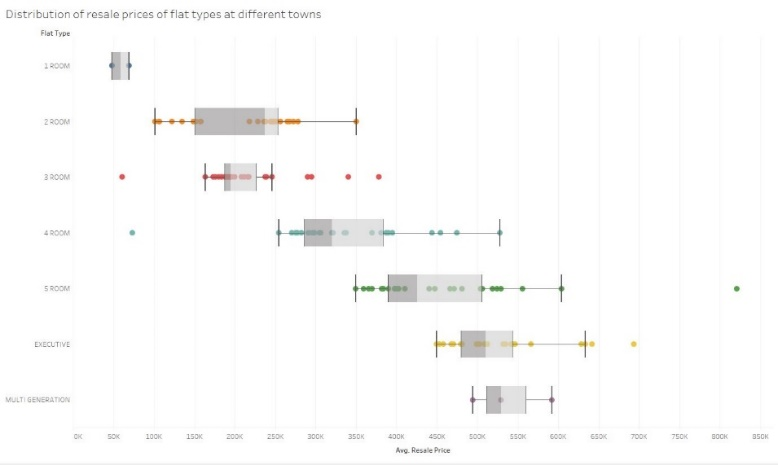 Distribution of resale prices of flat types at different towns
Flat Type
1 ROOM
2 ROOM
3 ROOM
4 ROOM
5 ROOM
EXECUTIVE
MULTI GENERATION
0K 50K 100K 150K 200K 250K 300K 350K 400K 450K 500K 550K 600K 650K 700K 750K 800K 850K
Avg. Resale Price